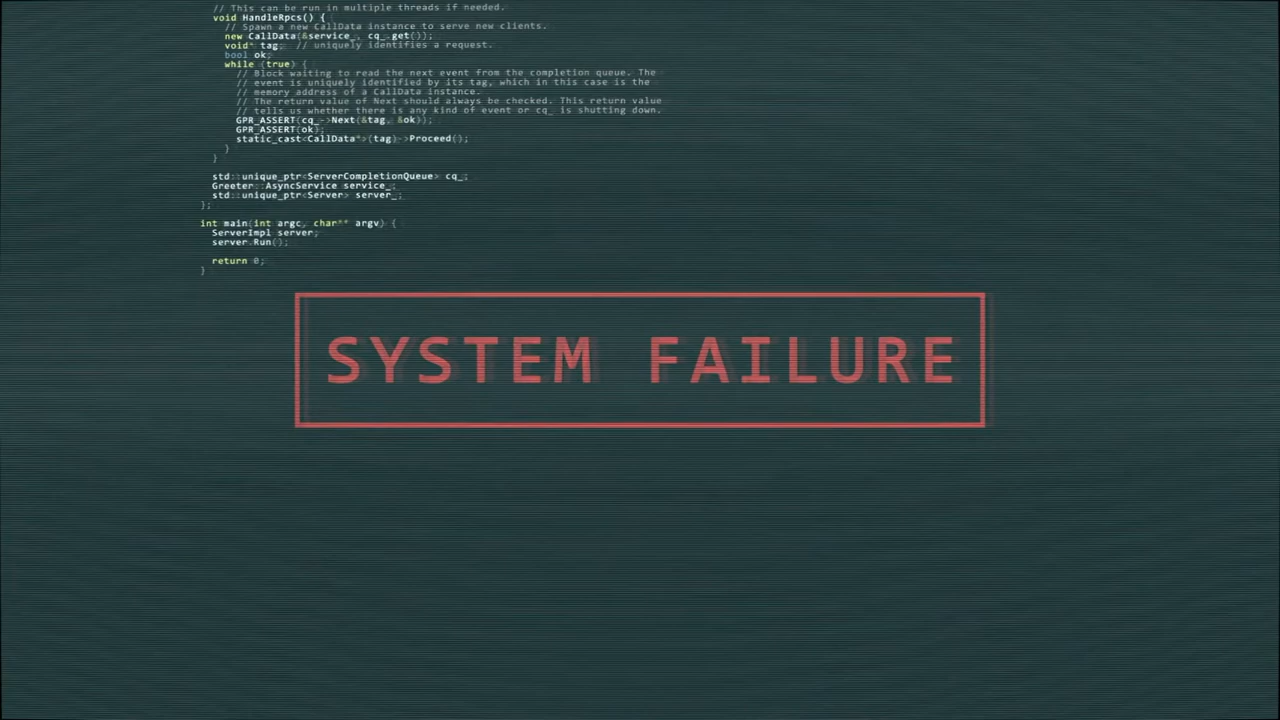 // This can be run in multiple threads if needed.
void HandleRpcs() {
// Spawn a new CallData instance to serve new clients.
new CallData(&service_, cq_.get());
void* tag;  // uniquely identifies a request.
bool ok;
while (true) {
// Block waiting to read the next event from the completion queue. The
// event is uniquely identified by its tag, which in this case is the
// memory address of a CallData instance.
// The return value of Next should always be checked. This return value
// tells us whether there is any kind of event or cq_ is shutting down.
GPR_ASSERT(cq_->Next(&tag, &ok));
GPR_ASSERT(ok);
static_cast<CallData*>(tag)->Proceed();
}
}
std::unique_ptr<ServerCompletionQueue> cq_;
Greeter::AsyncService service_;
std::unique_ptr<Server> server_;
};
int main(int argc, char** argv) {
ServerImpl server;
server.Run();
return 0;
}
SYSTEM FAILURE